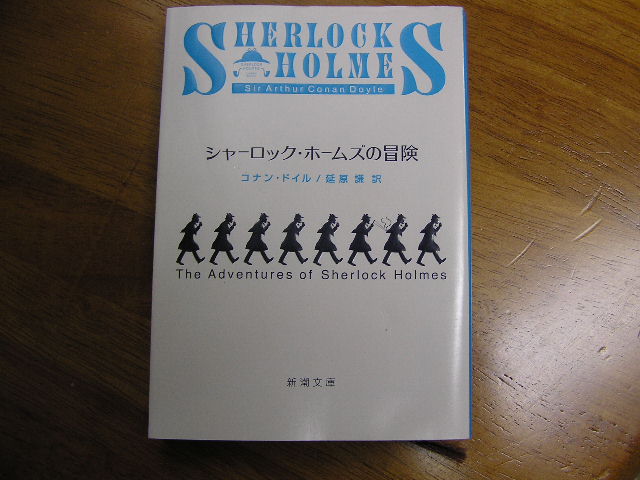 SHERLOCK
HOLMES
SHERLOCK
HOLMES
Sir Arthur Conan Doyle
シャーロック・ホームズの冒険
コナン・ドイル/延原 謙 訳
The Adventures of Sherlock Holmes
新潮文庫